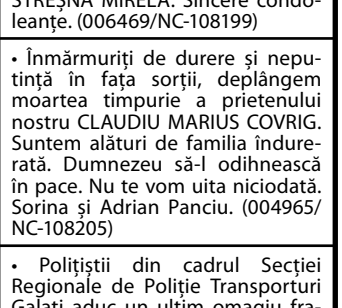 STREȘNA MIRELA. Sincere condo-
leanțe. (006469/NC-108199)
• Înmărmuriți de durere și nepu-
tință în fața sorții, deplângem
moartea timpurie a prietenului
nostru CLAUDIU MARIUS COVRIG.
Suntem alături de familia îndure-
rată. Dumnezeu să-l odihnească
în pace. Nu te vom uita niciodată.
Sorina și Adrian Panciu. (004965/
NC-108205)
• Polițiștii din cadrul Secției
Regionale de Poliție Transporturi
Galați aduc un ultim omagiu fra-